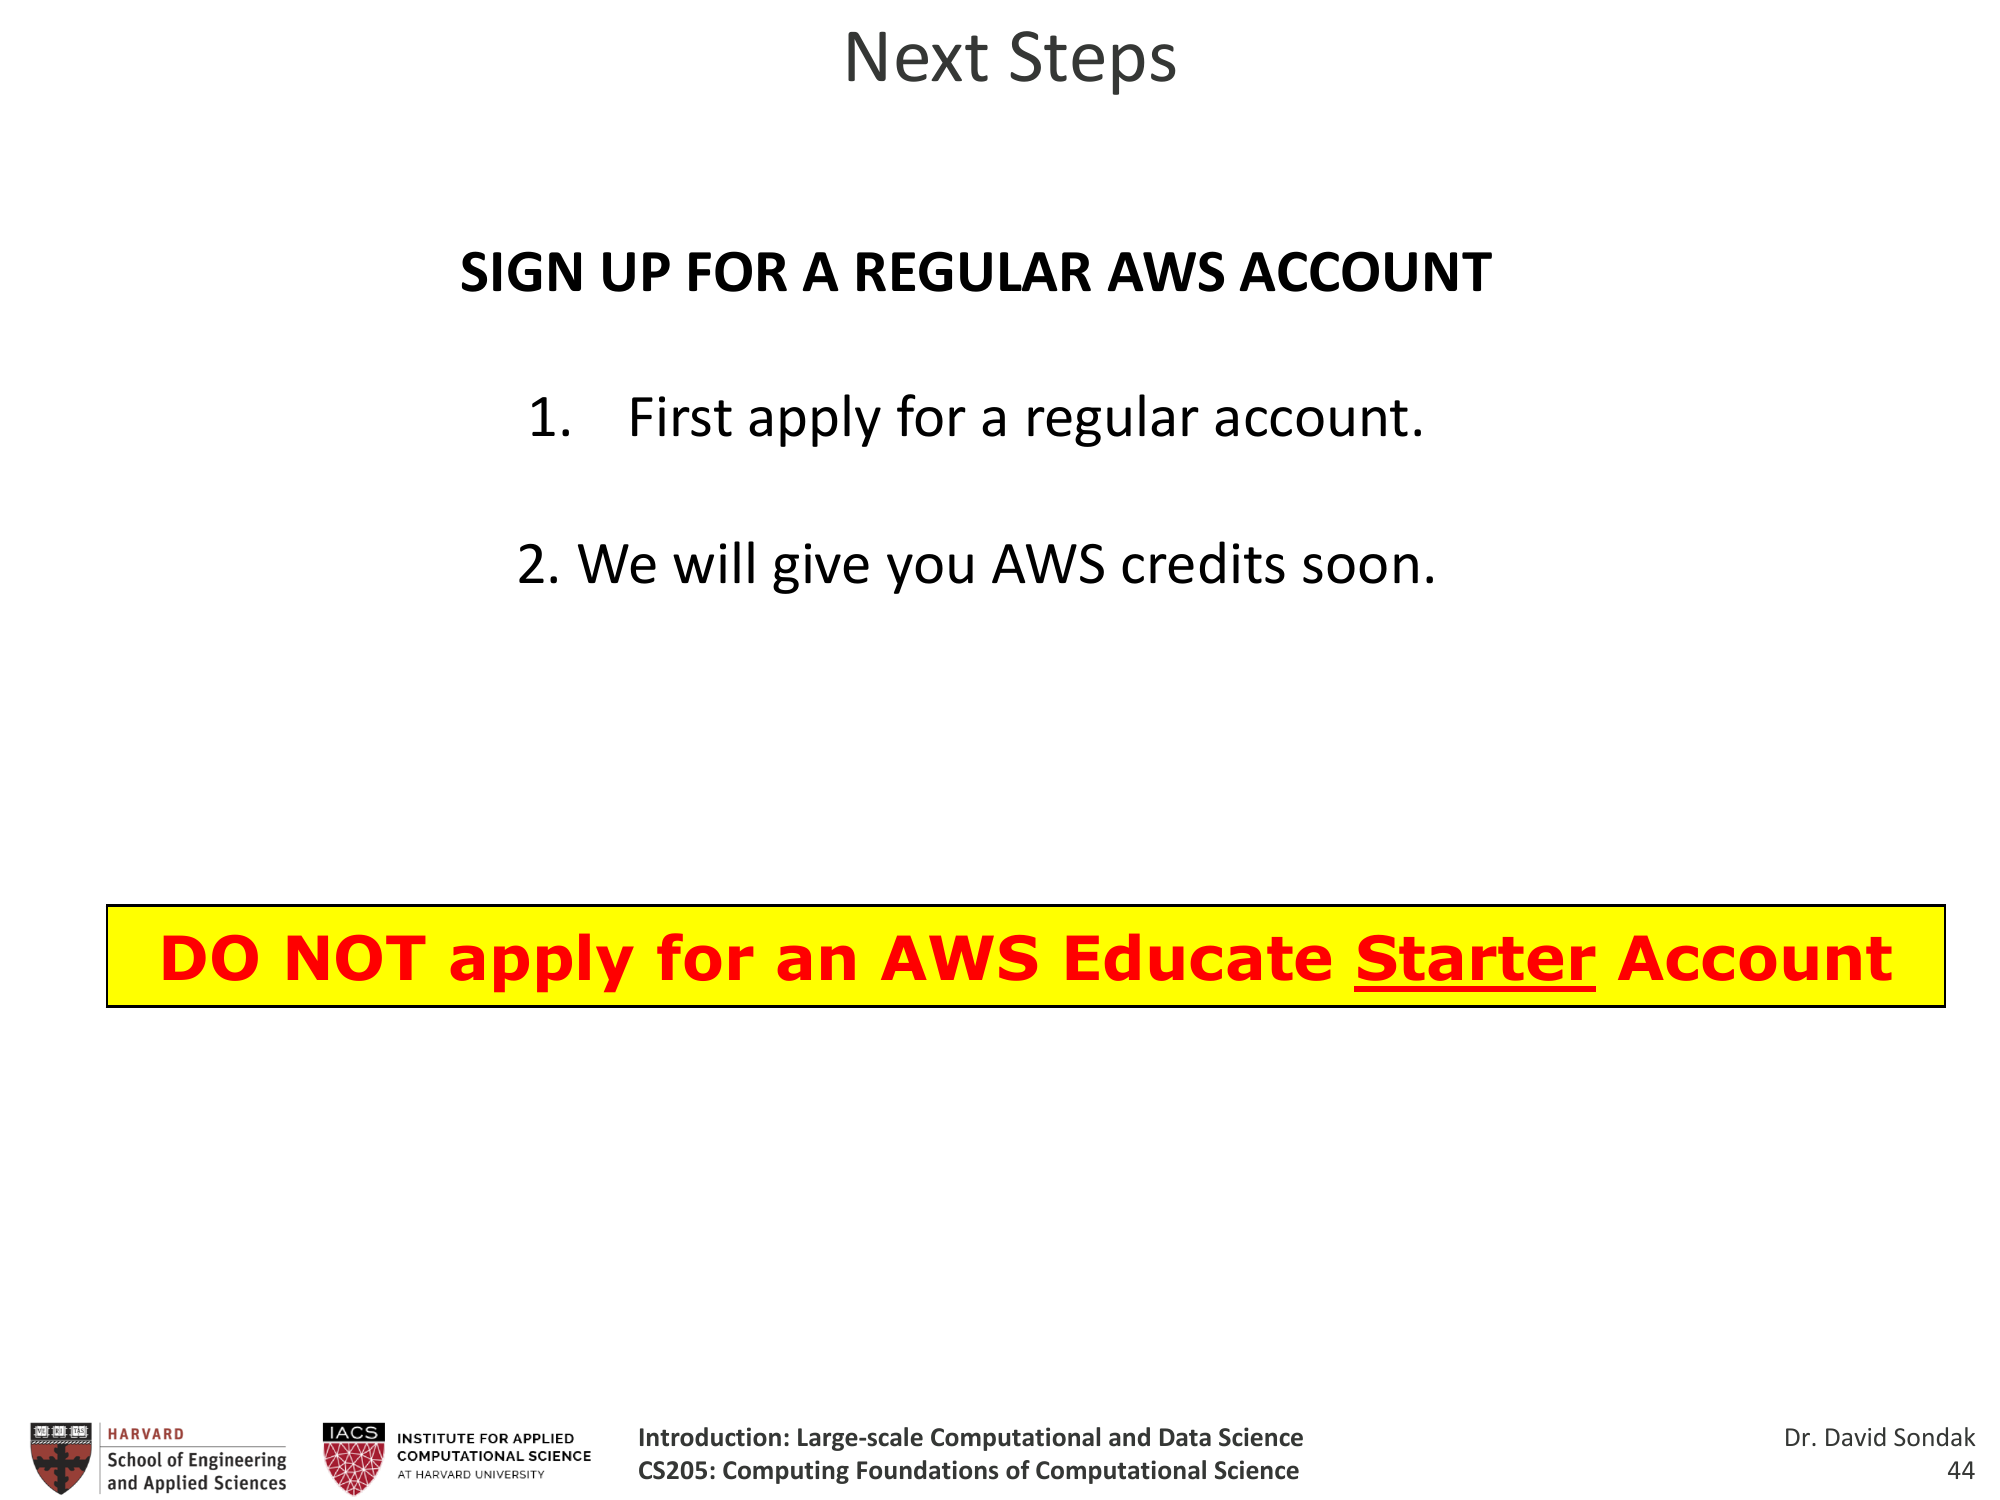 Next Steps
SIGN UP FOR A REGULAR AWS ACCOUNT
1. First apply for a regular account.
2. We will give you AWS credits soon.
DO NOT apply for an AWS Educate Starter Account
HARVARD
School of Engineering
and Applied Sciences
IACS
INSTITUTE FOR APPLIED
COMPUTATIONAL SCIENCE
AT HARVARD UNIVERSITY
Introduction: Large-scale Computational and Data Science
CS205: Computing Foundations of Computational Science
Dr. David Sondak
44